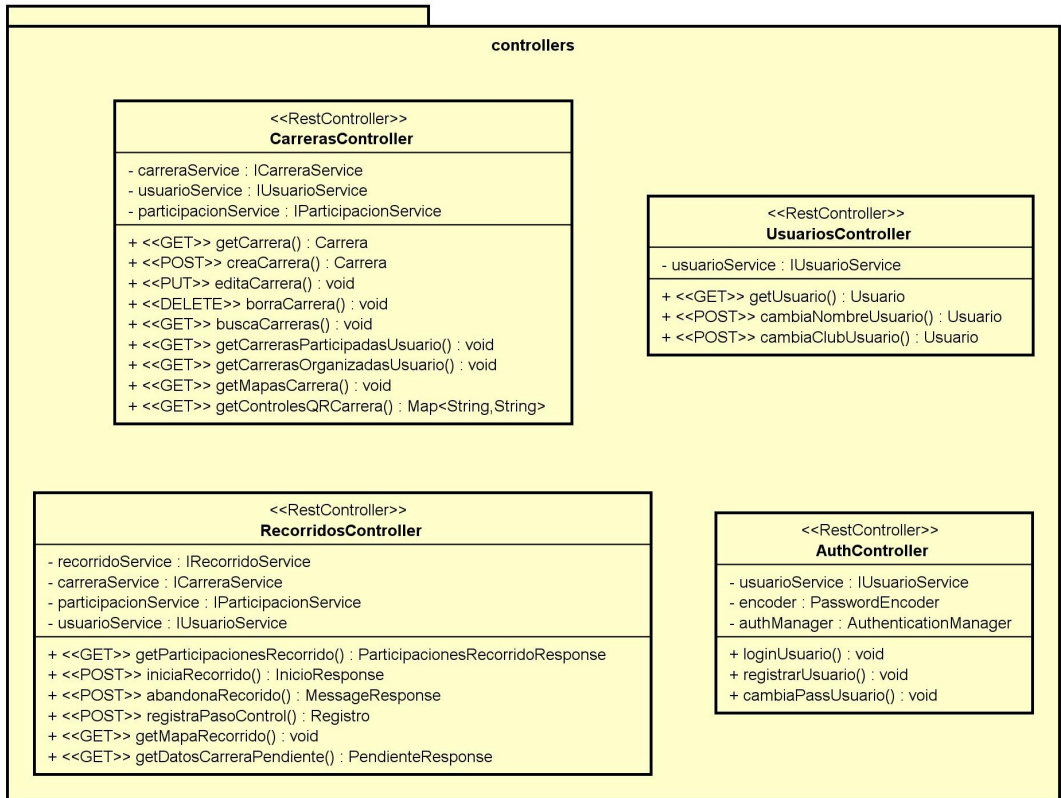 controllers
<<RestController>>
CarrerasController
- carreraService : ICarreraService
- usuarioService : IUsuarioService
- participacionService : IParticipacionService
+ <<GET>> getCarrera() : Carrera
+ <<POST>> creaCarrera() : Carrera
+ <<PUT>> editaCarrera() : void
+ <<DELETE>> borraCarrera() : void
+ <<GET>> buscaCarreras() : void
+ <<GET>> getCarrerasParticipadasUsuario() : void
+ <<GET>> getCarrerasOrganizadasUsuario() : void
+ <<GET>> getMapasCarrera() : void
+ <<GET>> getControlesQRCarrera() : Map<String,String>
<<RestController>>
UsuariosController
- usuarioService : IUsuarioService
+ <<GET>> getUsuario() : Usuario
+ <<POST>> cambiaNombreUsuario() : Usuario
+ <<POST>> cambiaClubUsuario() : Usuario
<<RestController>>
RecorridosController
- recorridoService : IRecorridoService
- carreraService : ICarreraService
- participacionService : IParticipacionService
- usuarioService : IUsuarioService
+ <<GET>> getParticipacionesRecorrido() : ParticipacionesRecorridoResponse
+ <<POST>> iniciaRecorrido() : InicioResponse
+ <<POST>> abandonaRecorido() : MessageResponse
+ <<POST>> registraPasoControl() : Registro
+ <<GET>> getMapaRecorrido() : void
+ <<GET>> getDatosCarreraPendiente() : PendienteResponse
<<RestController>>
AuthController
- usuarioService : IUsuarioService
- encoder : PasswordEncoder
- authManager : AuthenticationManager
+ loginUsuario() : void
+ registrarUsuario() : void
+ cambiaPassUsuario() : void